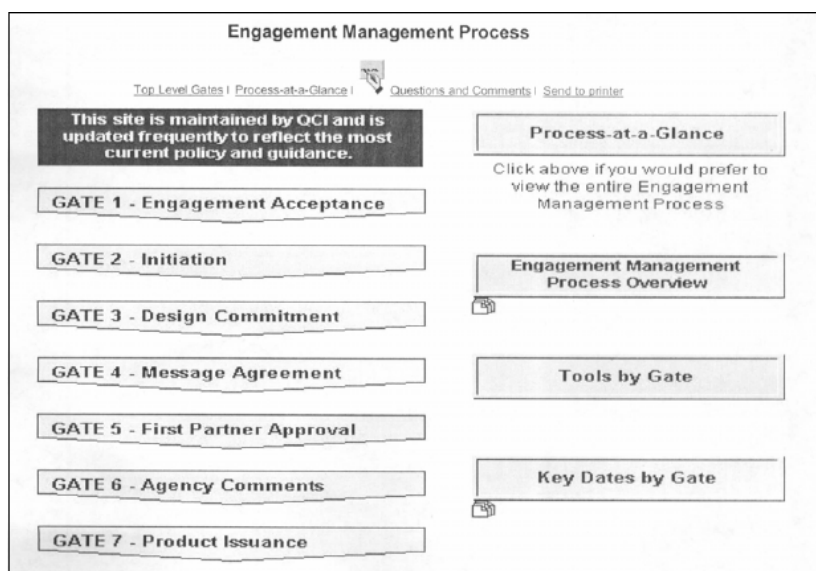 Engagement Management Process
Top Level Gates | Process-at-a-Glance | Questions and Comments | Send to printer
This site is maintained by QCI and is
updated frequently to reflect the most
current policy and guidance.
GATE 1 - Engagement Acceptance
GATE 2 - Initiation
GATE 3 - Design Commitment
GATE 4 - Message Agreement
GATE 5 - First Partner Approval
GATE 6 - Agency Comments
GATE 7 - Product Issuance
Process-at-a-Glance
Click above if you would prefer to
view the entire Engagement
Management Process
Engagement Management
Process Overview
Tools by Gate
Key Dates by Gate